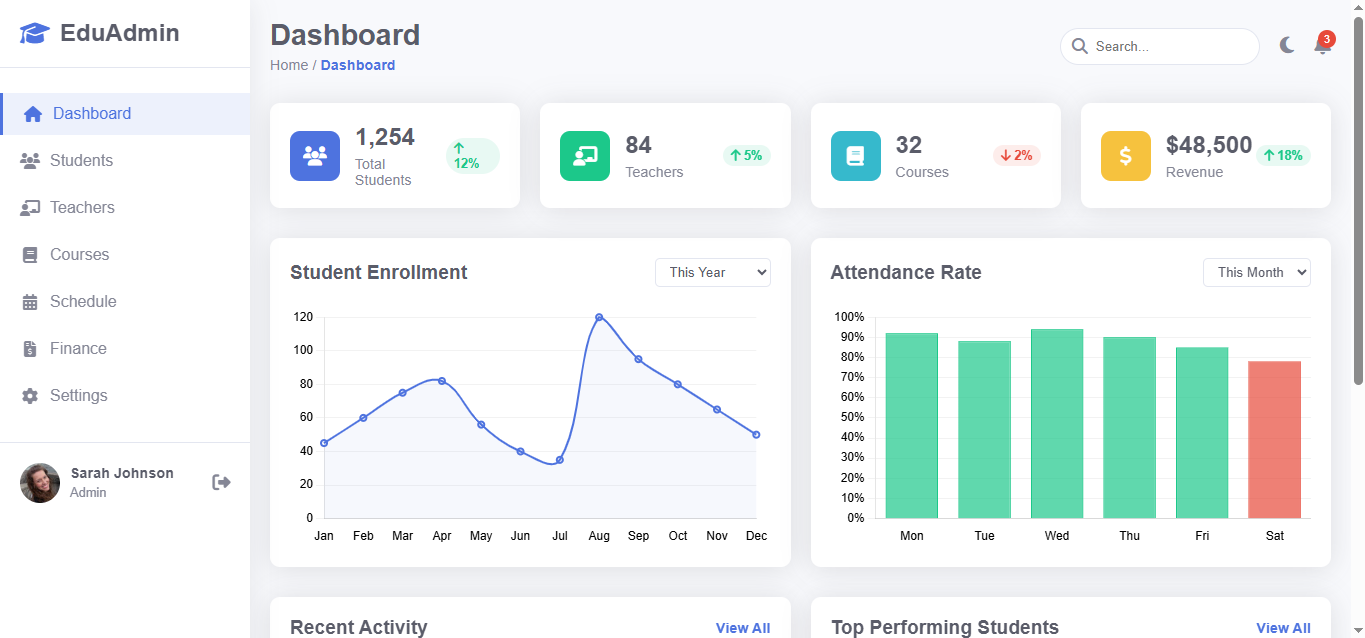 EduAdmin
Dashboard
Students
Teachers
Courses
Schedule
Finance
Settings
Sarah Johnson
Admin
Dashboard
Home / Dashboard
Search...
3
1,254
Total
Students
12%
84
Teachers
5%
32
Courses
2%
$48,500
Revenue
18%
Student Enrollment
This Year
120
100
80
60
40
20
0
Jan Feb Mar Apr May Jun Jul Aug Sep Oct Nov Dec
Attendance Rate
This Month
100%
90%
80%
70%
60%
50%
40%
30%
20%
10%
0%
Mon Tue Wed Thu Fri Sat
Recent Activity
View All
Top Performing Students
View All